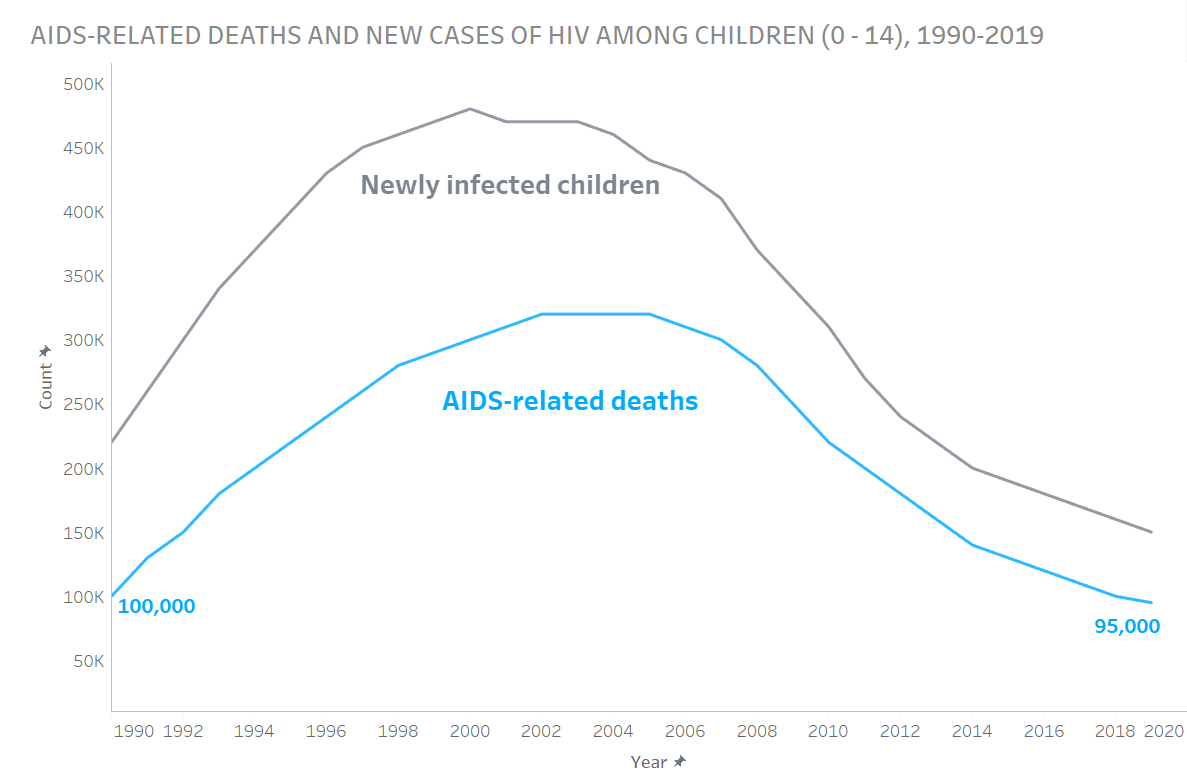 AIDS-RELATED DEATHS AND NEW CASES OF HIV AMONG CHILDREN (0 - 14), 1990-2019
500K
450K
400K
350K
300K
250K
200K
150K
100K
50K
Count
Newly infected children
AIDS-related deaths
100,000
95,000
1990 1992 1994 1996 1998 2000 2002 2004 2006 2008 2010 2012 2014 2016 2018 2020
Year